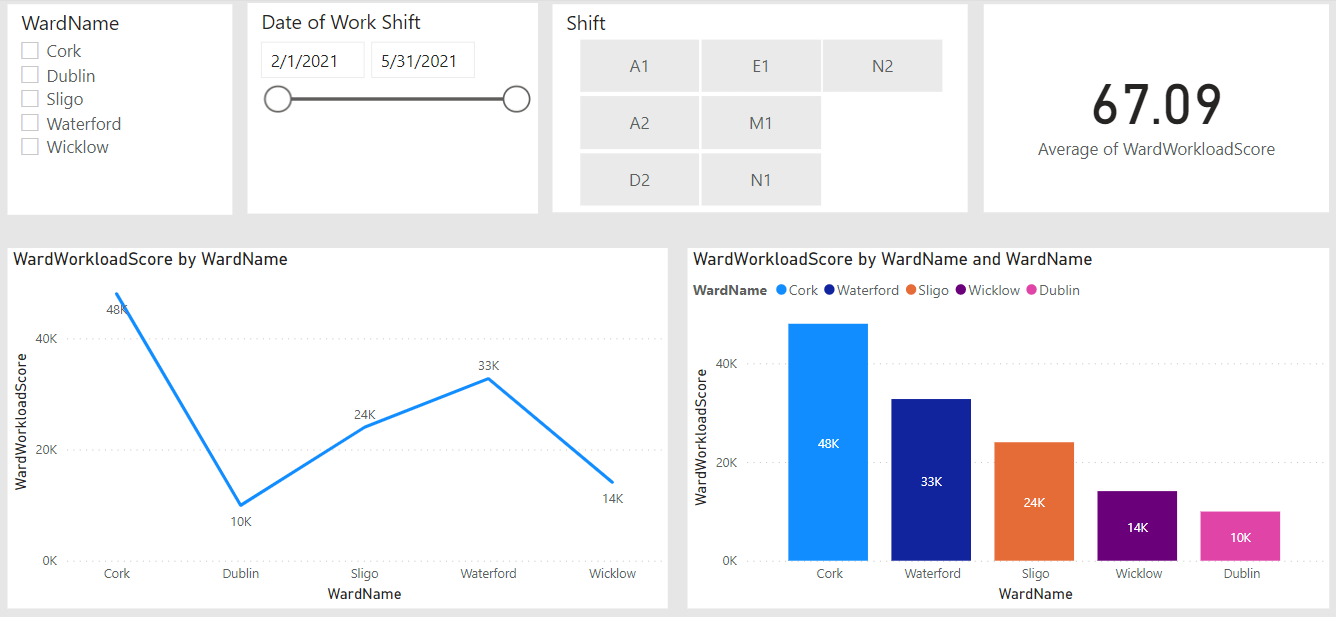 WardName
Cork
Dublin
Sligo
Waterford
Wicklow
Date of Work Shift
2/1/2021 5/31/2021
Shift
A1 E1 N2
A2 M1
D2 N1
67.09
Average of WardWorkloadScore
WardWorkloadScore by WardName
WardWorkloadScore
40K
20K
0K
48K
10K
24K
33K
14K
Cork Dublin Sligo Waterford Wicklow
WardName
WardWorkloadScore by WardName and WardName
WardName Cork Waterford Sligo Wicklow Dublin
WardWorkloadScore
40K
20K
0K
48K
33K
24K
14K
10K
Cork Waterford Sligo Wicklow Dublin
WardName